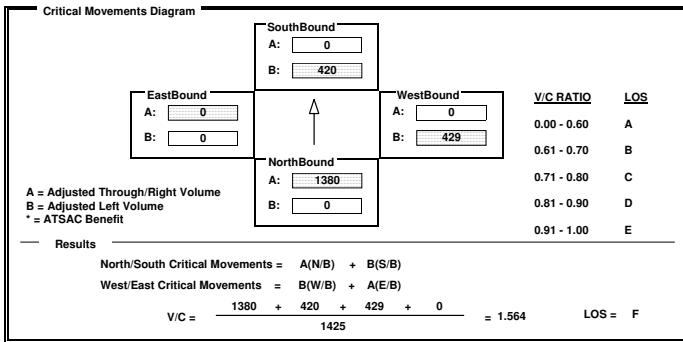 Critical Movements Diagram
SouthBound
A: 0
B: 420
EastBound
A: 0
B: 0
WestBound
A: 0
B: 429
NorthBound
A: 1380
B: 0
V/C RATIO LOS
0.00 - 0.60 A
0.61 - 0.70 B
0.71 - 0.80 C
0.81 - 0.90 D
0.91 - 1.00 E
A = Adjusted Through/Right Volume
B = Adjusted Left Volume
* = ATSAC Benefit
Results
North/South Critical Movements = A(N/B) + B(S/B)
West/East Critical Movements = B(W/B) + A(E/B)
V/C = 1380 + 420 + 429 + 0 = 1.564 LOS = F
1425